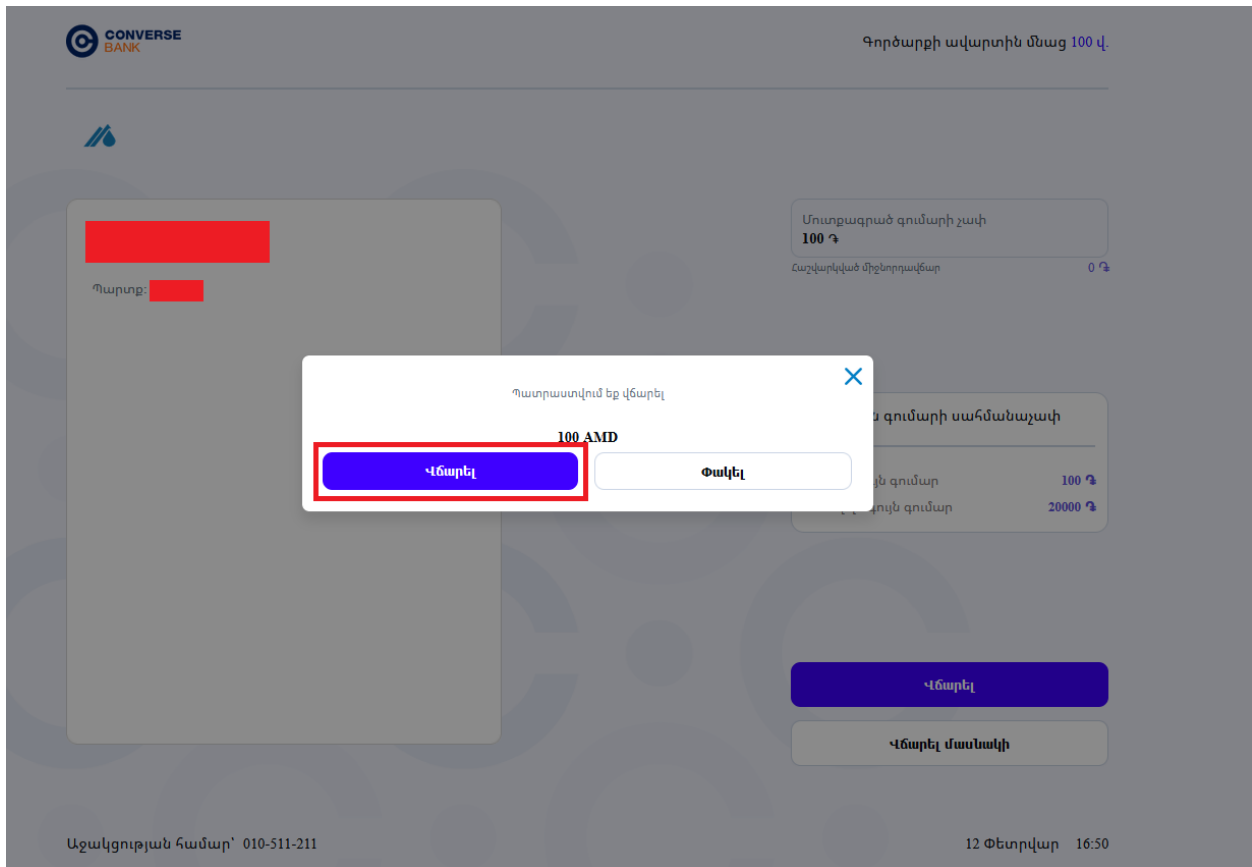 CONVERSE
BANK
Գործարքի ավարտին մնաց 100 վ.
Մուտքագրած գումարի չափ
100 ֏
Հաշվարկված միջնորդավճար 0 ֏
Պարտք:
Պատրաստվում եք վճարել
100 AMD
Վճարել
Փակել
գումարի սահմանաչափ
գումար 100 ֏
գումար 20000 ֏
Վճարել
Վճարել մասնակի
Աջակցության համար՝ 010-511-211
12 Փետրվար 16:50